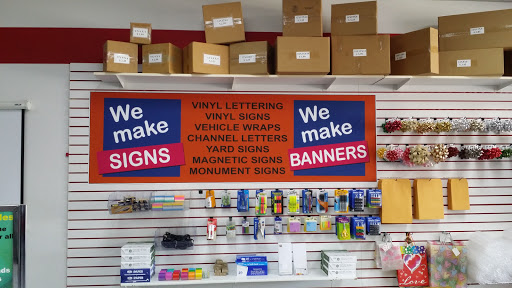 We
make
SIGNS
VINYL LETTERING
VINYL SIGNS
VEHICLE WRAPS
CHANNEL LETTERS
YARD SIGNS
MAGNETIC SIGNS
MONUMENT SIGNS
We
make
BANNERS
Love